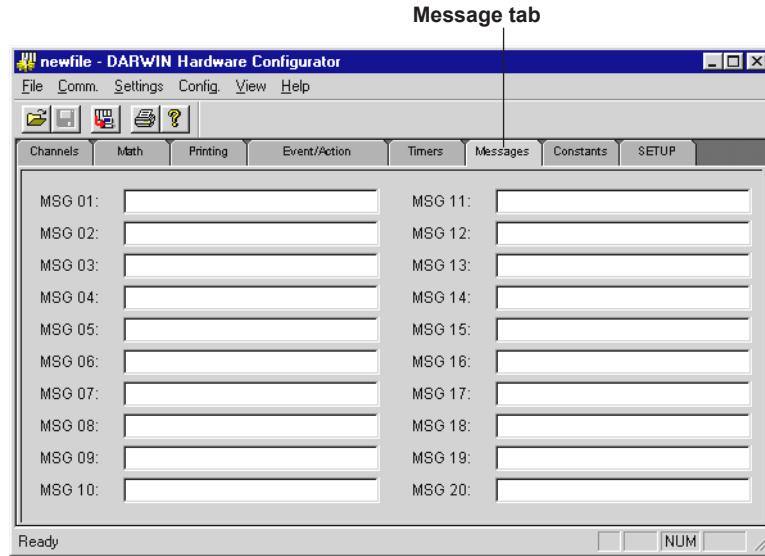 Message tab
newfile - DARWIN Hardware Configurator
File Comm. Settings Config. View Help
Channels Math Printing Event/Action Timers Messages Constants SETUP
MSG 01: MSG 11:
MSG 02: MSG 12:
MSG 03: MSG 13:
MSG 04: MSG 14:
MSG 05: MSG 15:
MSG 06: MSG 16:
MSG 07: MSG 17:
MSG 08: MSG 18:
MSG 09: MSG 19:
MSG 10: MSG 20:
Ready NUM